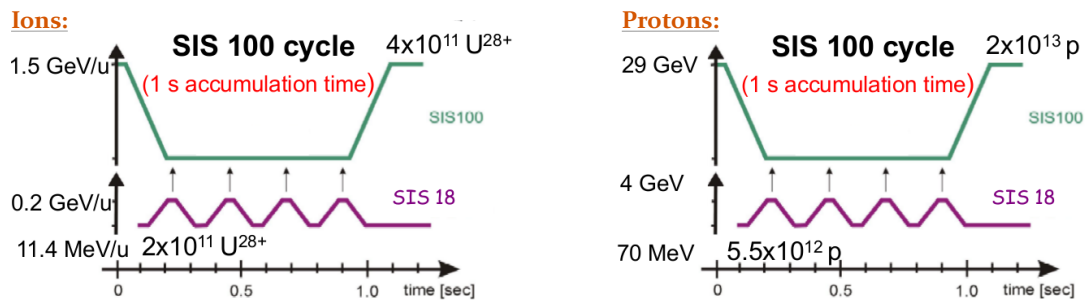 Ions:
SIS 100 cycle
4x10¹¹ U²⁸⁺
1.5 GeV/u
(1 s accumulation time)
SIS100
0.2 GeV/u
SIS 18
11.4 MeV/u
2x10¹¹ U²⁸⁺
0
0.5
1.0
time [sec]
Protons:
SIS 100 cycle
2x10¹³ p
29 GeV
(1 s accumulation time)
SIS100
4 GeV
SIS 18
70 MeV
5.5x10¹² p
0
0.5
1.0
time [sec]